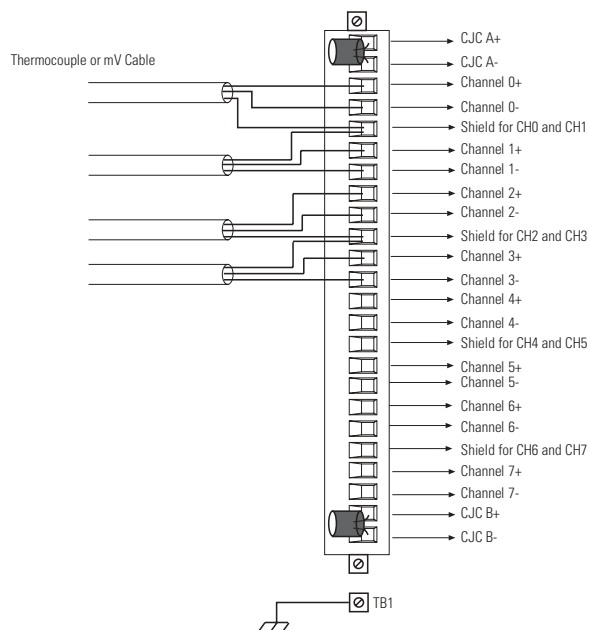 CJC A+
Thermocouple or mV Cable
CJC A-
Channel 0+
Channel 0-
Shield for CH0 and CH1
Channel 1+
Channel 1-
Channel 2+
Channel 2-
Shield for CH2 and CH3
Channel 3+
Channel 3-
Channel 4+
Channel 4-
Shield for CH4 and CH5
Channel 5+
Channel 5-
Channel 6+
Channel 6-
Shield for CH6 and CH7
Channel 7+
Channel 7-
CJC B+
CJC B-
TB1